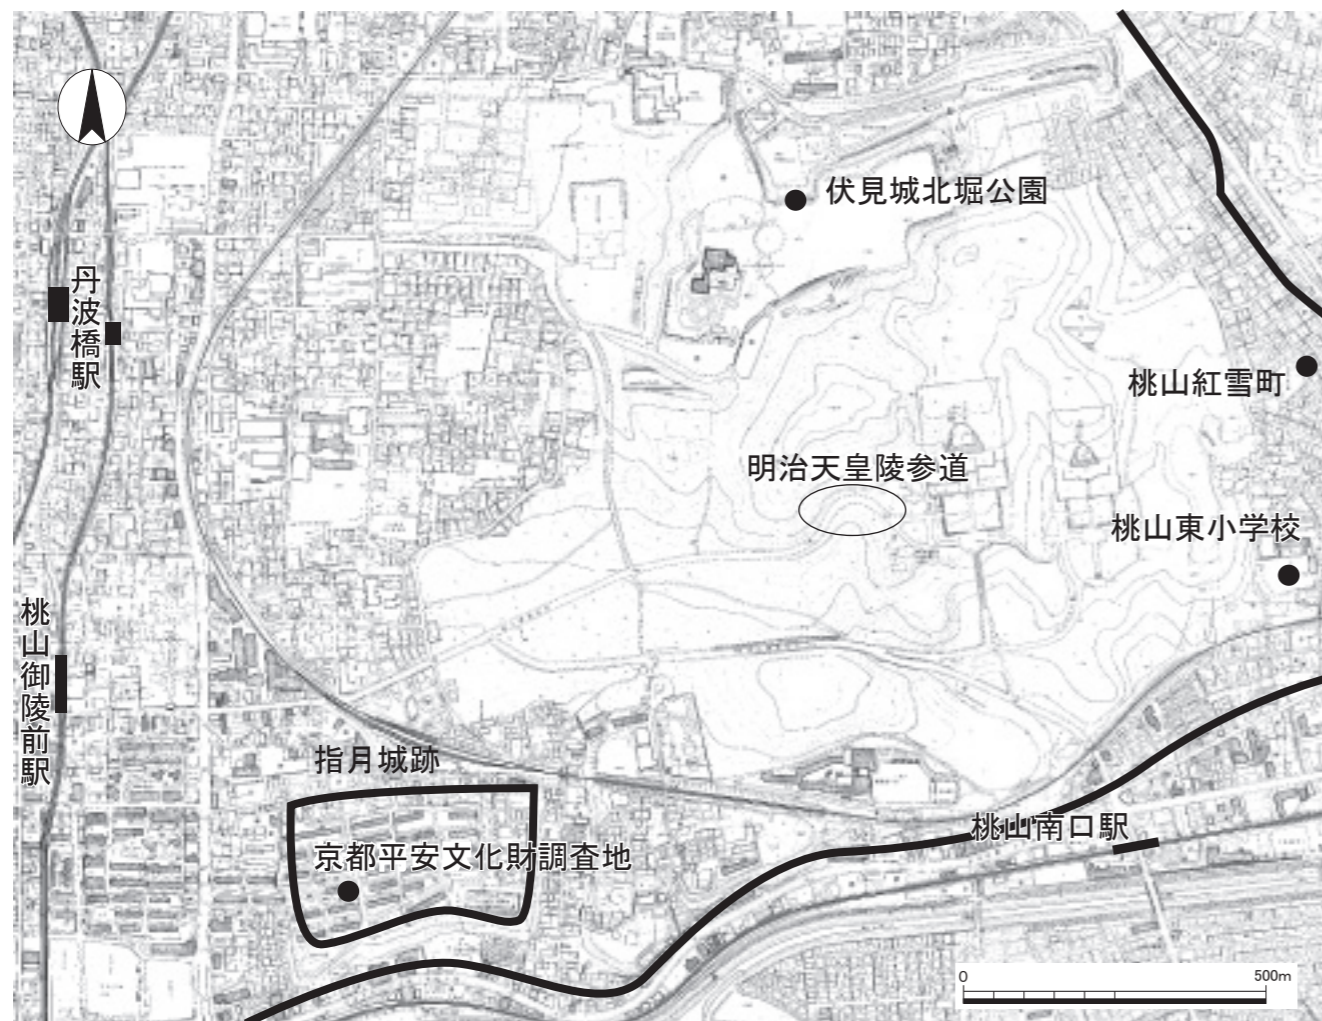 伏見城北堀公園
丹波橋駅
桃山紅雪町
明治天皇陵参道
桃山東小学校
桃山御陵前駅
指月城跡
桃山南口駅
京都平安文化財調査地
0 500m